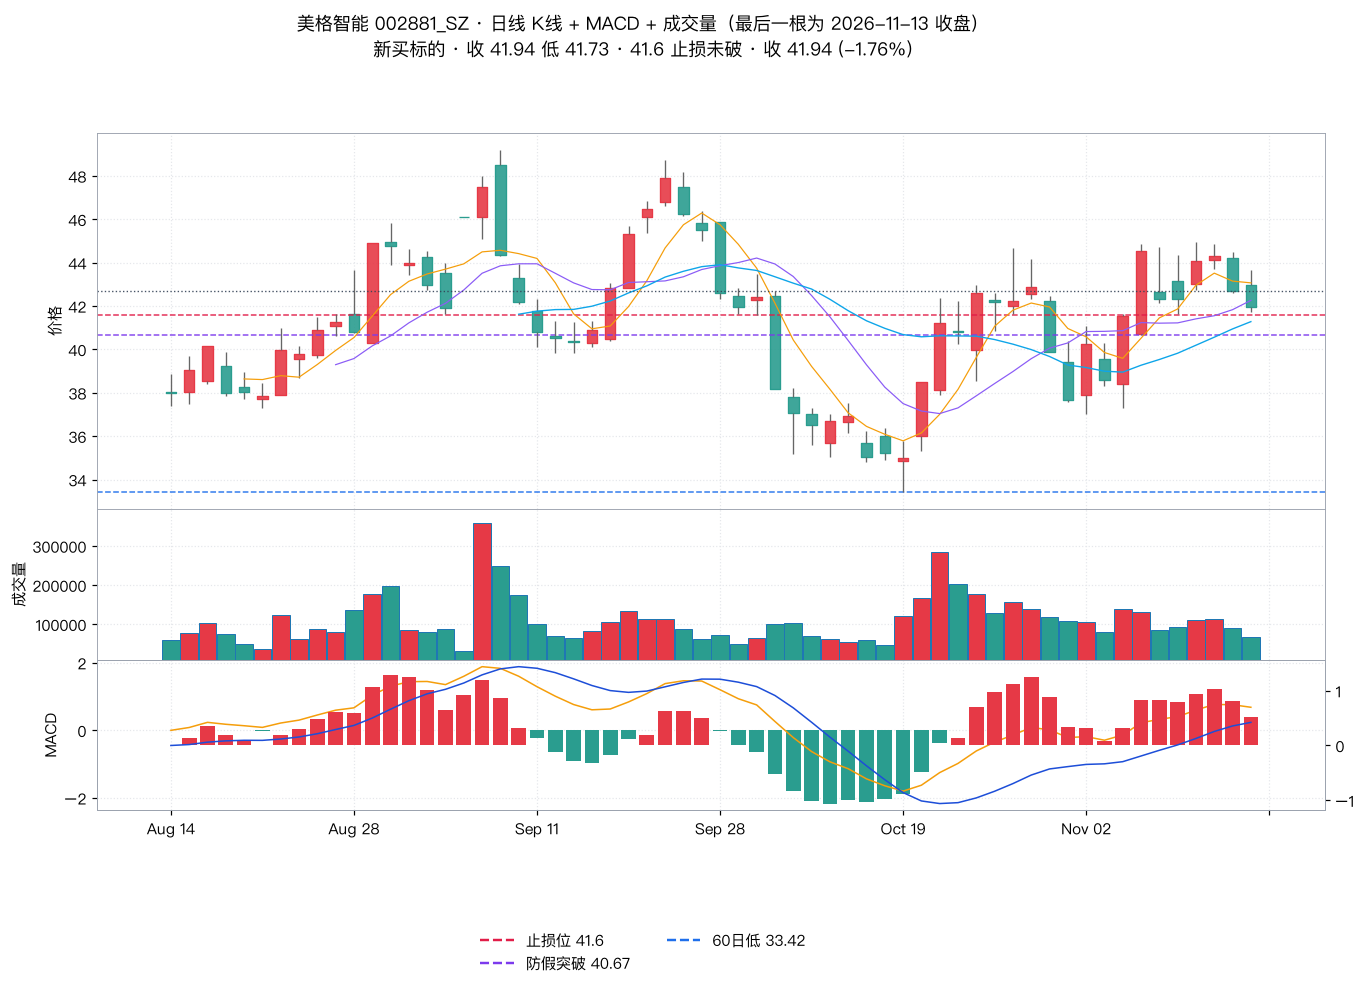 美格智能 002881_SZ · 日线 K线 + MACD + 成交量（最后一根为 2026−11−13 收盘）
新买标的 · 收 41.94 低 41.73 · 41.6 止损未破 · 收 41.94 (−1.76%)
价格
48
46
44
42
40
38
36
34
成交量
300000
200000
100000
MACD
2
0
−2
1
0
−1
Aug 14
Aug 28
Sep 11
Sep 28
Oct 19
Nov 02
止损位 41.6
60日低 33.42
防假突破 40.67